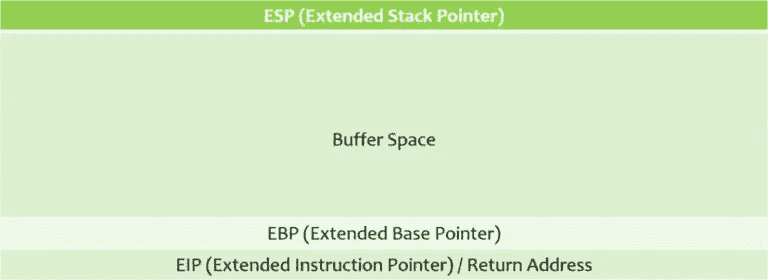 ESP (Extended Stack Pointer)
Buffer Space
EBP (Extended Base Pointer)
EIP (Extended Instruction Pointer) / Return Address